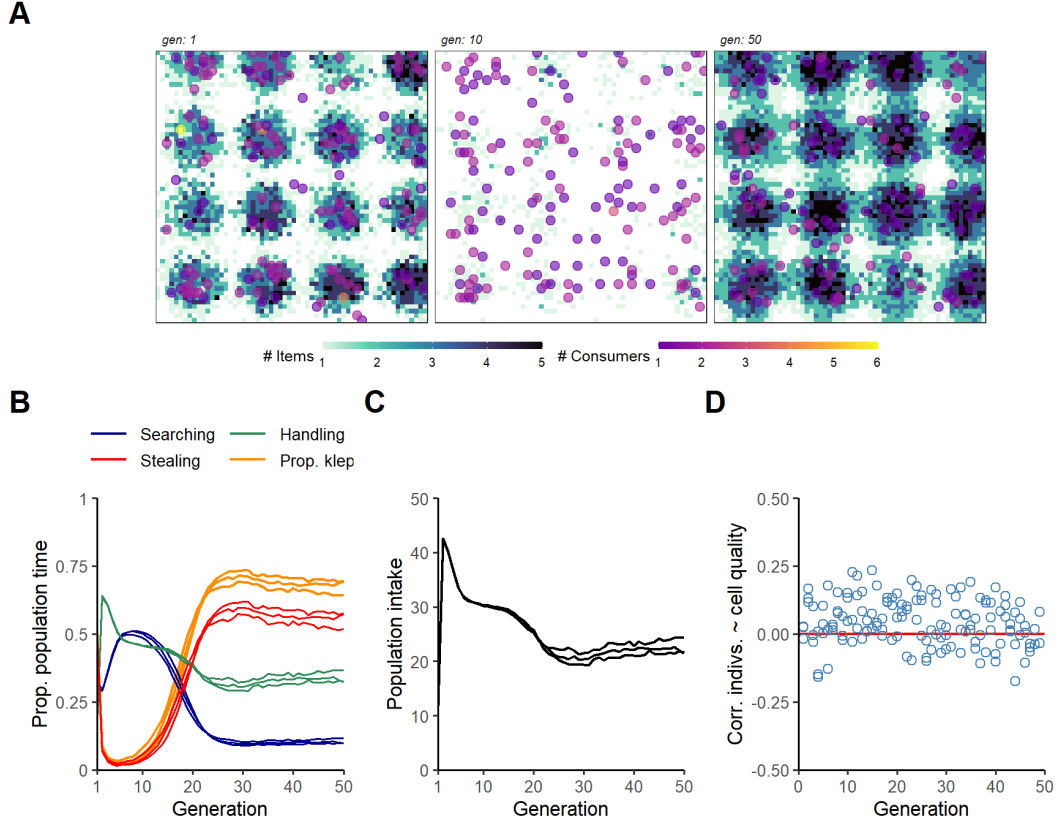 A
gen: 1
gen: 10
gen: 50
# Items
1 2 3 4 5
# Consumers
1 2 3 4 5 6
B
Searching
Handling
Stealing
Prop. klep
Prop. population time
1
0.75
0.5
0.25
0
1 10 20 30 40 50
Generation
C
Population intake
50
40
30
20
10
0
1 10 20 30 40 50
Generation
D
Corr. indivs. ~ cell quality
0.50
0.25
0.00
-0.25
-0.50
0 10 20 30 40 50
Generation